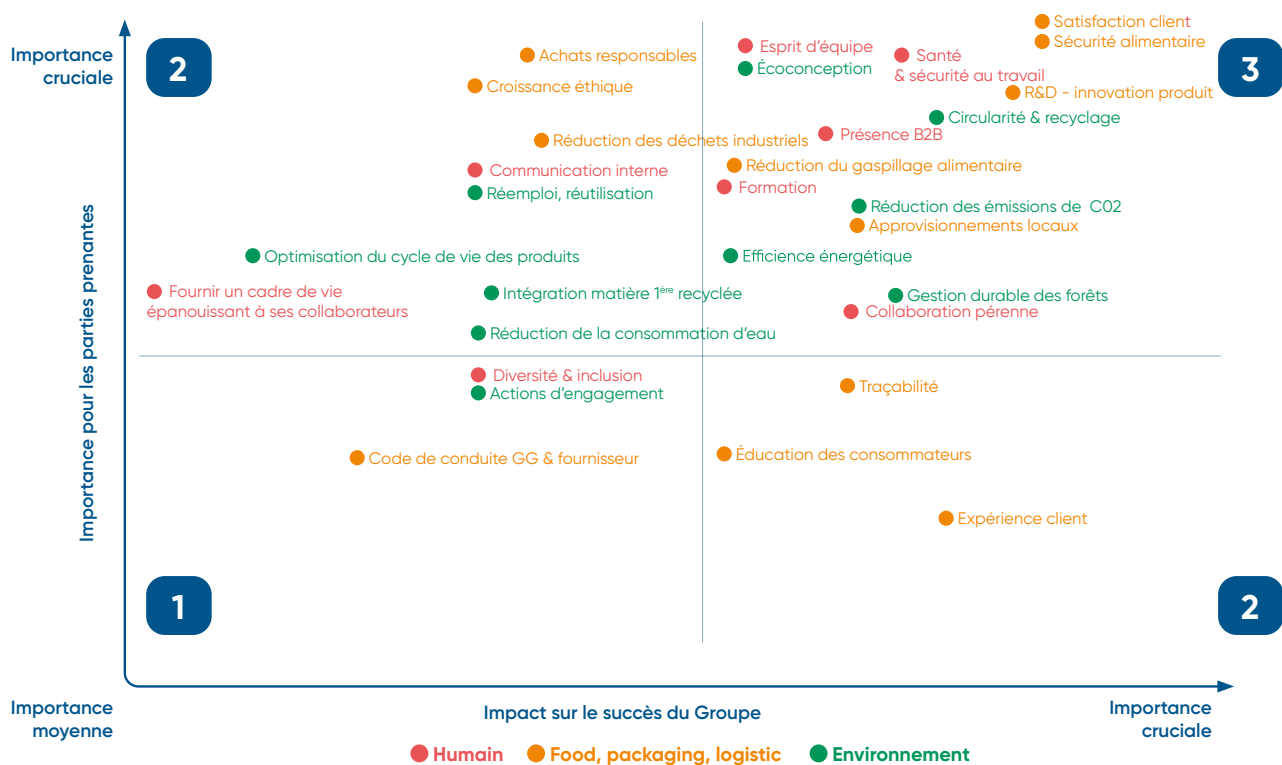 Importance
cruciale
2
3
Satisfaction client
Sécurité alimentaire
Achats responsables
Esprit d'équipe
Écoconception
Santé
& sécurité au travail
Croissance éthique
R&D - innovation produit
Circularité & recyclage
Réduction des déchets industriels
Présence B2B
Communication interne
Réduction du gaspillage alimentaire
Réemploi, réutilisation
Formation
Réduction des émissions de C02
Approvisionnements locaux
Optimisation du cycle de vie des produits
Efficience énergétique
Fournir un cadre de vie
épanouissant à ses collaborateurs
Intégration matière 1ère recyclée
Gestion durable des forêts
Collaboration pérenne
Réduction de la consommation d'eau
Importance pour les parties prenantes
Diversité & inclusion
Actions d'engagement
Traçabilité
Code de conduite GG & fournisseur
Éducation des consommateurs
Expérience client
1
2
Importance
moyenne
Impact sur le succès du Groupe
Importance
cruciale
Humain
Food, packaging, logistic
Environnement